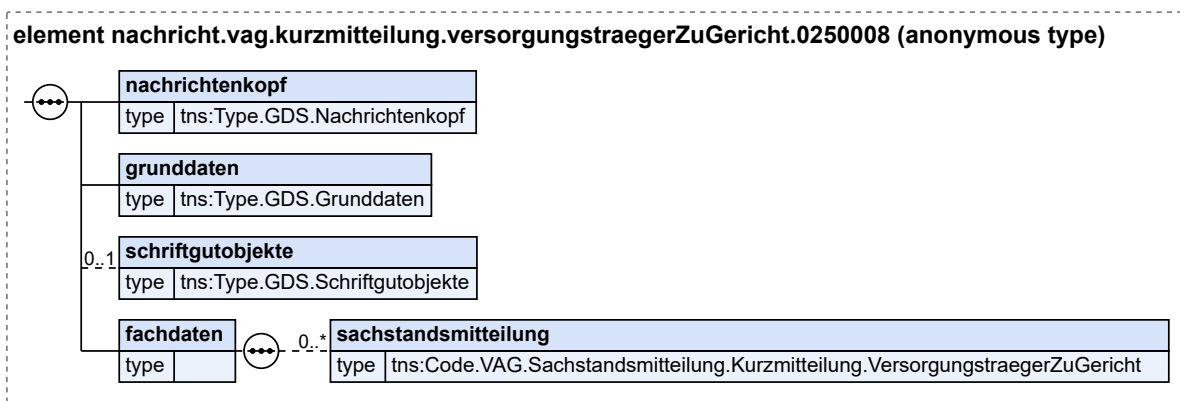 element nachricht.vag.kurzmitteilung.versorgungstraegerZuGericht.0250008 (anonymous type)
nachrichtenkopf
type tns:Type.GDS.Nachrichtenkopf
grunddaten
type tns:Type.GDS.Grunddaten
0..1 schriftgutobjekte
type tns:Type.GDS.Schriftgutobjekte
fachdaten 0..* sachstandsmitteilung
type type tns:Code.VAG.Sachstandsmitteilung.Kurzmitteilung.VersorgungstraegerZuGericht